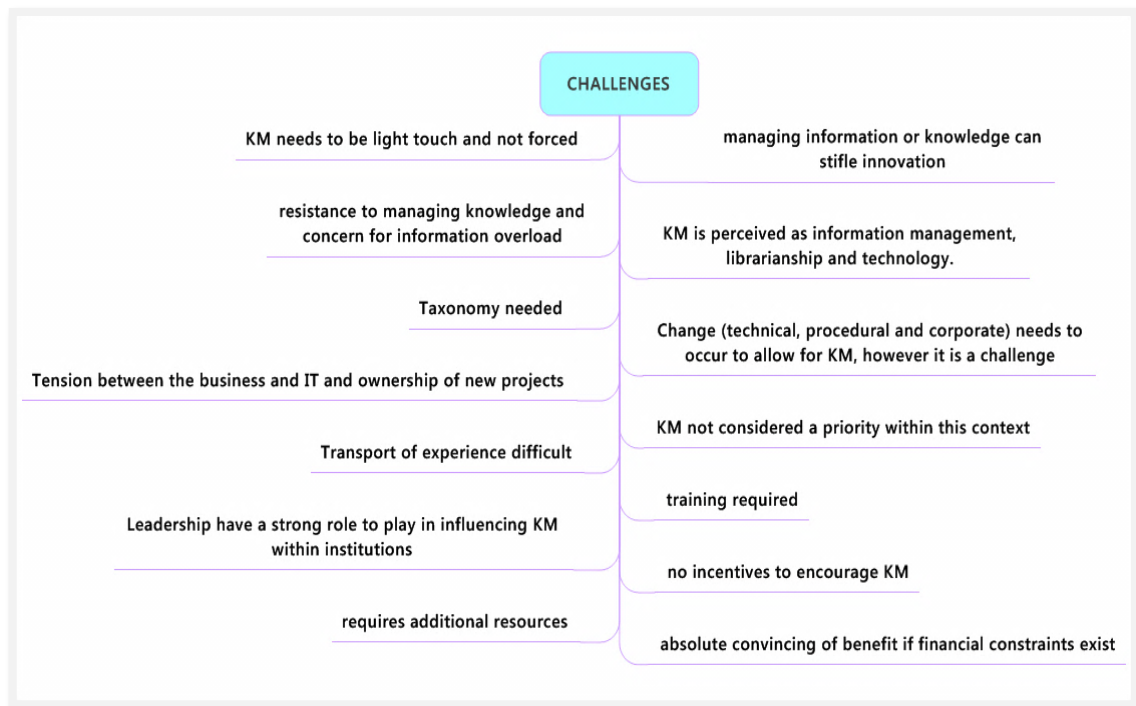 CHALLENGES
KM needs to be light touch and not forced
resistance to managing knowledge and
concern for information overload
Taxonomy needed
Tension between the business and IT and ownership of new projects
Transport of experience difficult
Leadership have a strong role to play in influencing KM
within institutions
requires additional resources
managing information or knowledge can
stifle innovation
KM is perceived as information management,
librarianship and technology.
Change (technical, procedural and corporate) needs to
occur to allow for KM, however it is a challenge
KM not considered a priority within this context
training required
no incentives to encourage KM
absolute convincing of benefit if financial constraints exist